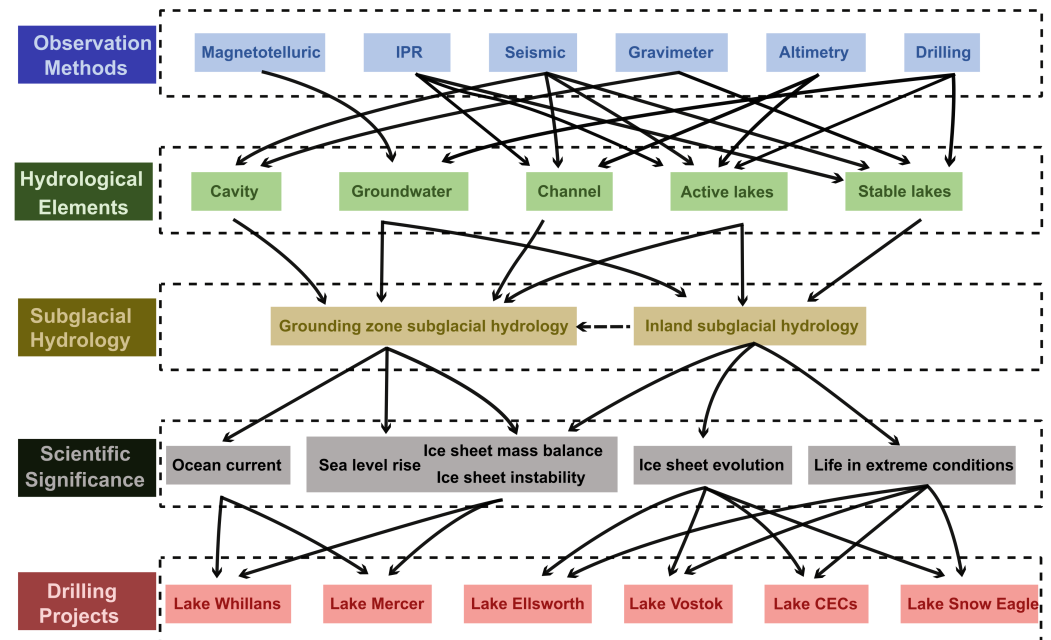 Observation
Methods
Magnetotelluric
IPR
Seismic
Gravimeter
Altimetry
Drilling
Hydrological
Elements
Cavity
Groundwater
Channel
Active lakes
Stable lakes
Subglacial
Hydrology
Grounding zone subglacial hydrology
Inland subglacial hydrology
Scientific
Significance
Ocean current
Sea level rise
Ice sheet mass balance
Ice sheet instability
Ice sheet evolution
Life in extreme conditions
Drilling
Projects
Lake Whillans
Lake Mercer
Lake Ellsworth
Lake Vostok
Lake CECs
Lake Snow Eagle